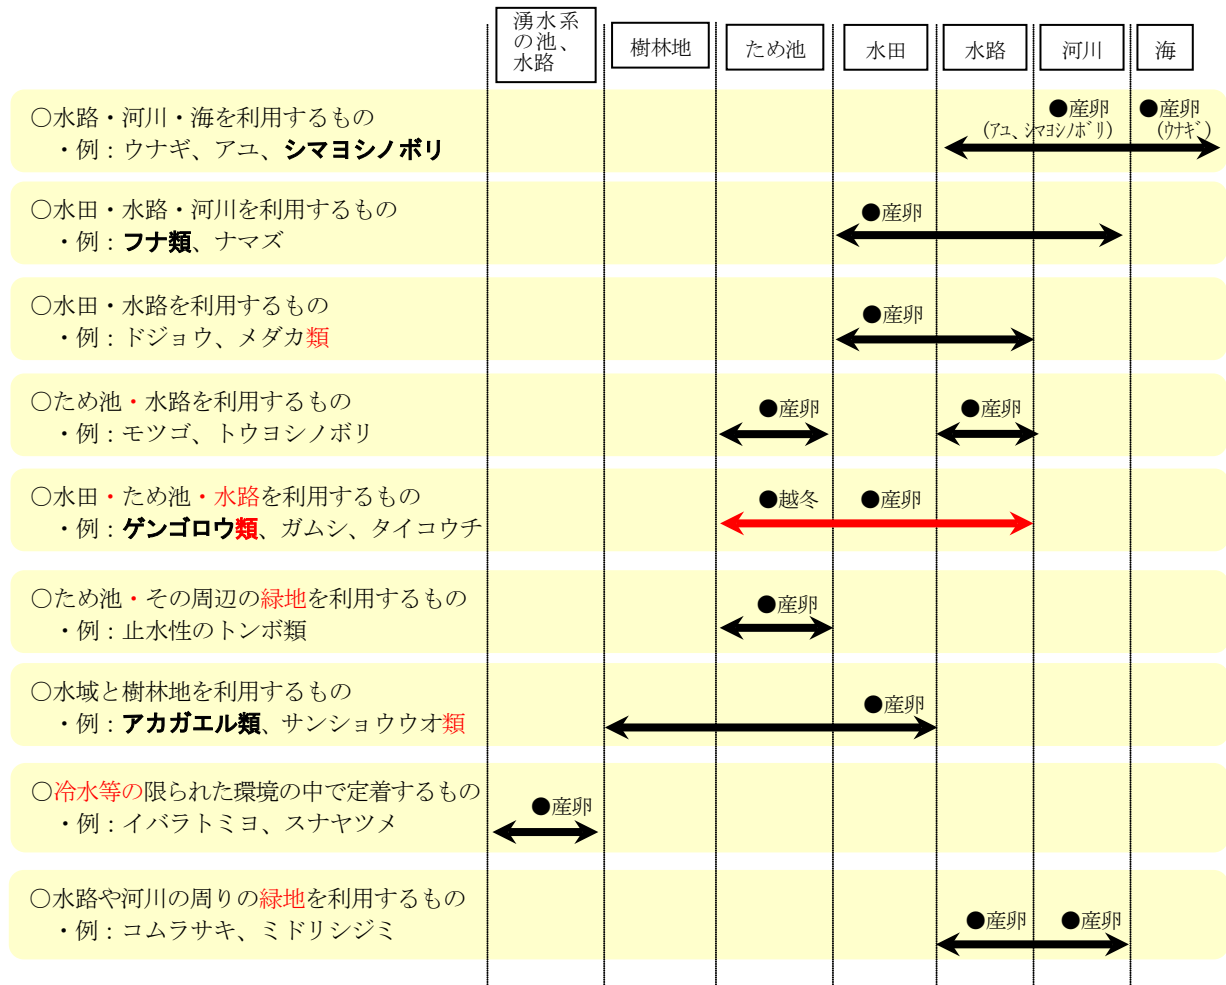 湧水系
の池、
水路
樹林地
ため池
水田
水路
河川
海
○水路・河川・海を利用するもの
・例：ウナギ、アユ、シマヨシノボリ
●産卵
(アユ、シマヨシノボリ)
●産卵
(ウナギ)
○水田・水路・河川を利用するもの
・例：フナ類、ナマズ
●産卵
○水田・水路を利用するもの
・例：ドジョウ、メダカ類
●産卵
○ため池・水路を利用するもの
・例：モツゴ、トウヨシノボリ
●産卵
●産卵
○水田・ため池・水路を利用するもの
・例：ゲンゴロウ類、ガムシ、タイコウチ
●越冬
●産卵
○ため池・その周辺の緑地を利用するもの
・例：止水性のトンボ類
●産卵
○水域と樹林地を利用するもの
・例：アカガエル類、サンショウウオ類
●産卵
○冷水等の限られた環境の中で定着するもの
・例：イバラトミヨ、スナヤツメ
●産卵
○水路や河川の周りの緑地を利用するもの
・例：コムラサキ、ミドリシジミ
●産卵
●産卵